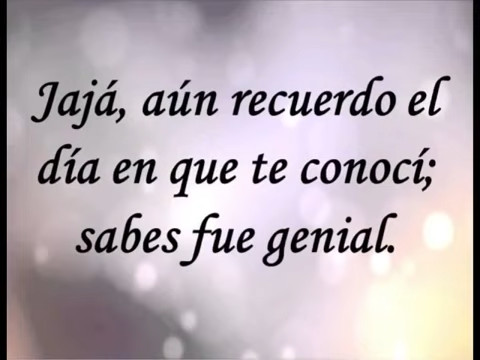 Jajá, aún recuerdo el
día en que te conocí;
sabes fue genial.